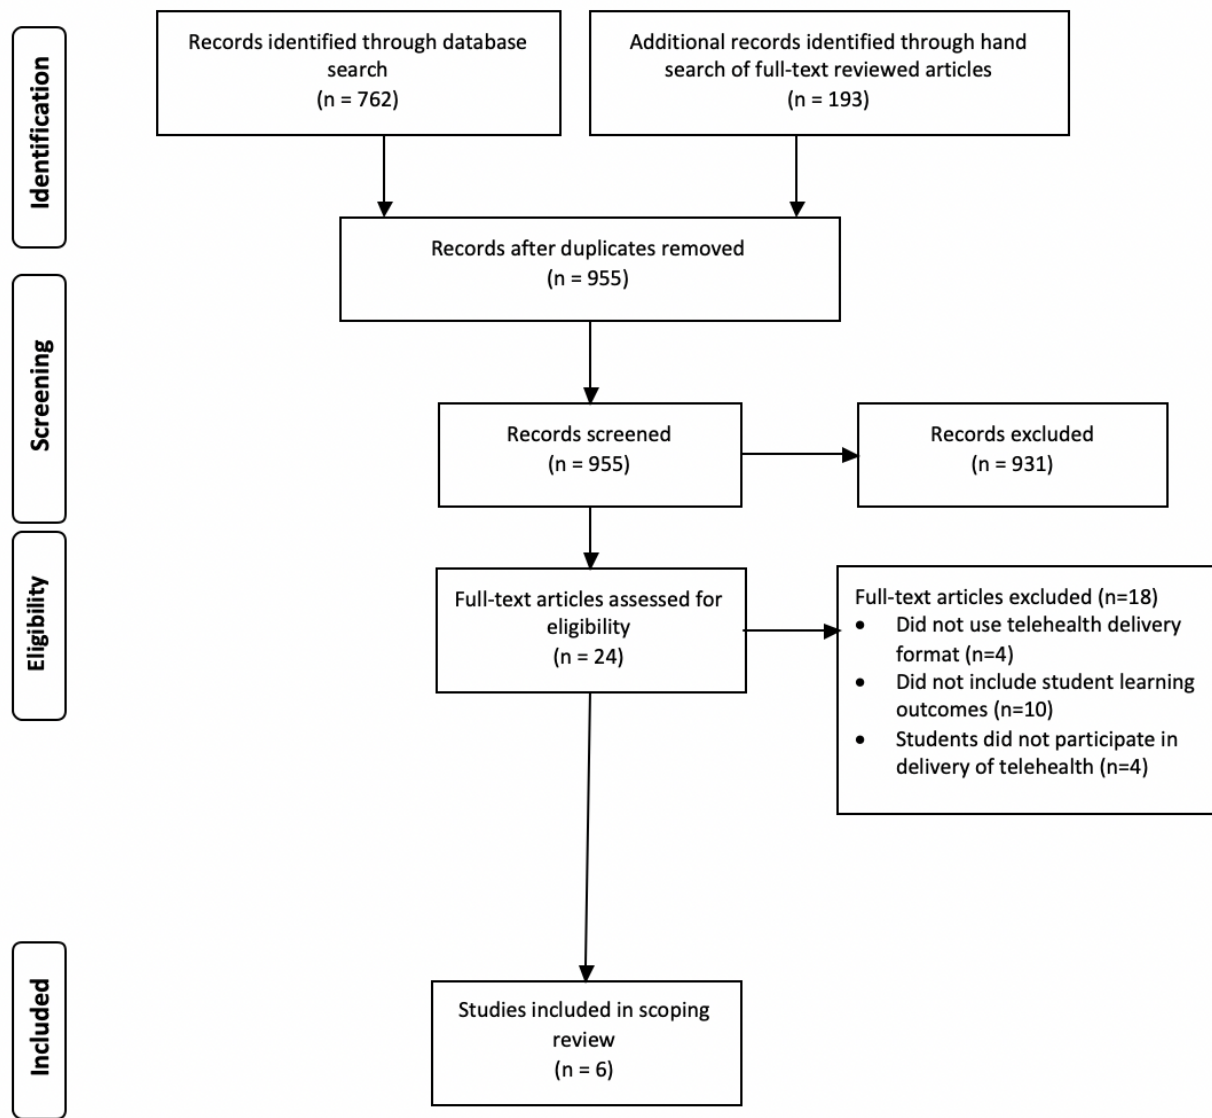 Identification
Records identified through database
search
(n = 762)
Additional records identified through hand
search of full-text reviewed articles
(n = 193)
Records after duplicates removed
(n = 955)
Screening
Records screened
(n = 955)
Records excluded
(n = 931)
Eligibility
Full-text articles assessed for
eligibility
(n = 24)
Full-text articles excluded (n=18)
• Did not use telehealth delivery
format (n=4)
• Did not include student learning
outcomes (n=10)
• Students did not participate in
delivery of telehealth (n=4)
Included
Studies included in scoping
review
(n = 6)